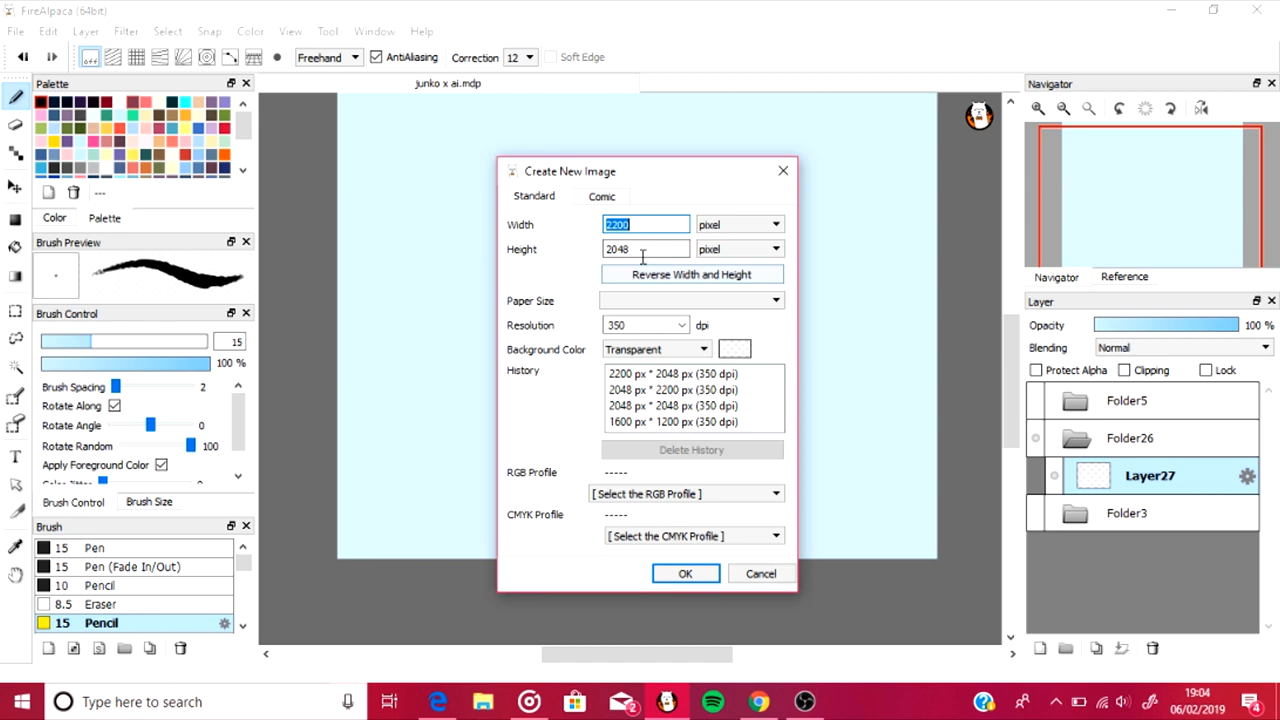 FireAlpaca (64bit)
File Edit Layer Filter Select Snap Color View Tool Window Help
off Freehand AntiAliasing Correction 12 Soft Edge
Palette
---
Color Palette
Brush Preview
Brush Control
15
100 %
Brush Spacing 2
Rotate Along
Rotate Angle 0
Rotate Random 100
Apply Foreground Color
Color Jitter
Brush Control Brush Size
Brush
15 Pen
15 Pen (Fade In/Out)
10 Pencil
8.5 Eraser
15 Pencil
junko x ai.mdp
Create New Image
Standard Comic
Width 2200 pixel
Height 2048 pixel
Reverse Width and Height
Paper Size
Resolution 350 dpi
Background Color Transparent
History
2200 px * 2048 px (350 dpi)
2048 px * 2200 px (350 dpi)
2048 px * 2048 px (350 dpi)
1600 px * 1200 px (350 dpi)
Delete History
RGB Profile -----
[ Select the RGB Profile ]
CMYK Profile -----
[ Select the CMYK Profile ]
OK Cancel
Navigator
Navigator Reference
Layer
Opacity 100 %
Blending Normal
Protect Alpha Clipping Lock
Folder5
Folder26
Layer27
Folder3
Type here to search
2
19:04
06/02/2019
4